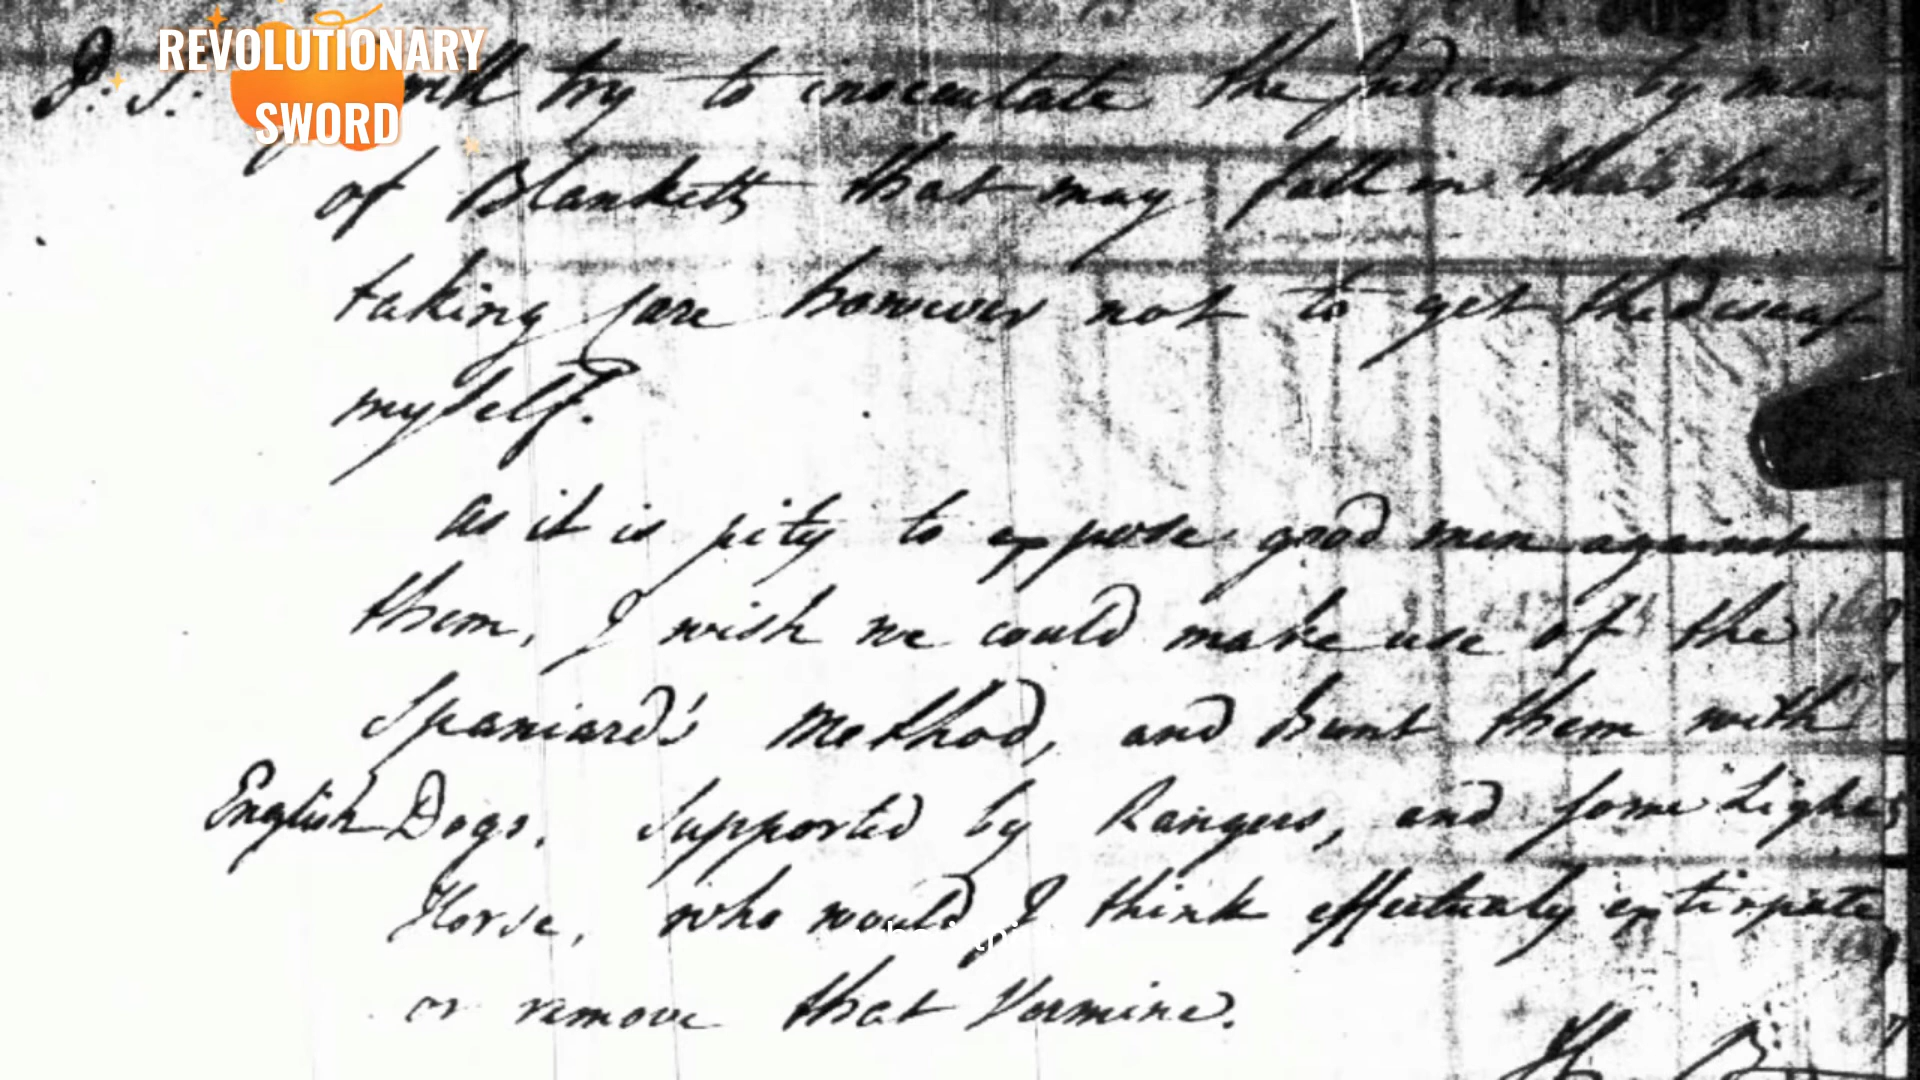 REVOLUTIONARY
SWORD
P.S. will try to inocculate the Indians by mean
of Blanketts that may fall in their hands,
taking care however not to get the disease
myself.
as it is pity to expose good men against
them, I wish we could make use of the
Spaniard's Method, and hunt them with
English Dogs. Supported by Rangers, and some Light
Horse, who would I think effectualy extirpate
or remove that Vermine.